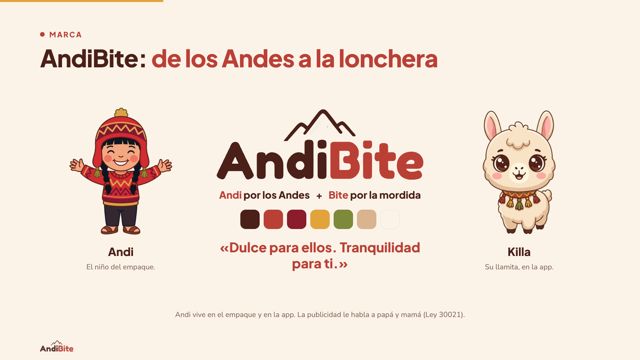 MARCA
AndiBite: de los Andes a la lonchera
AndiBite
Andi por los Andes + Bite por la mordida
«Dulce para ellos. Tranquilidad
para ti.»
Andi
El niño del empaque.
Killa
Su llamita, en la app.
Andi vive en el empaque y en la app. La publicidad le habla a papá y mamá (Ley 30021).
AndiBite